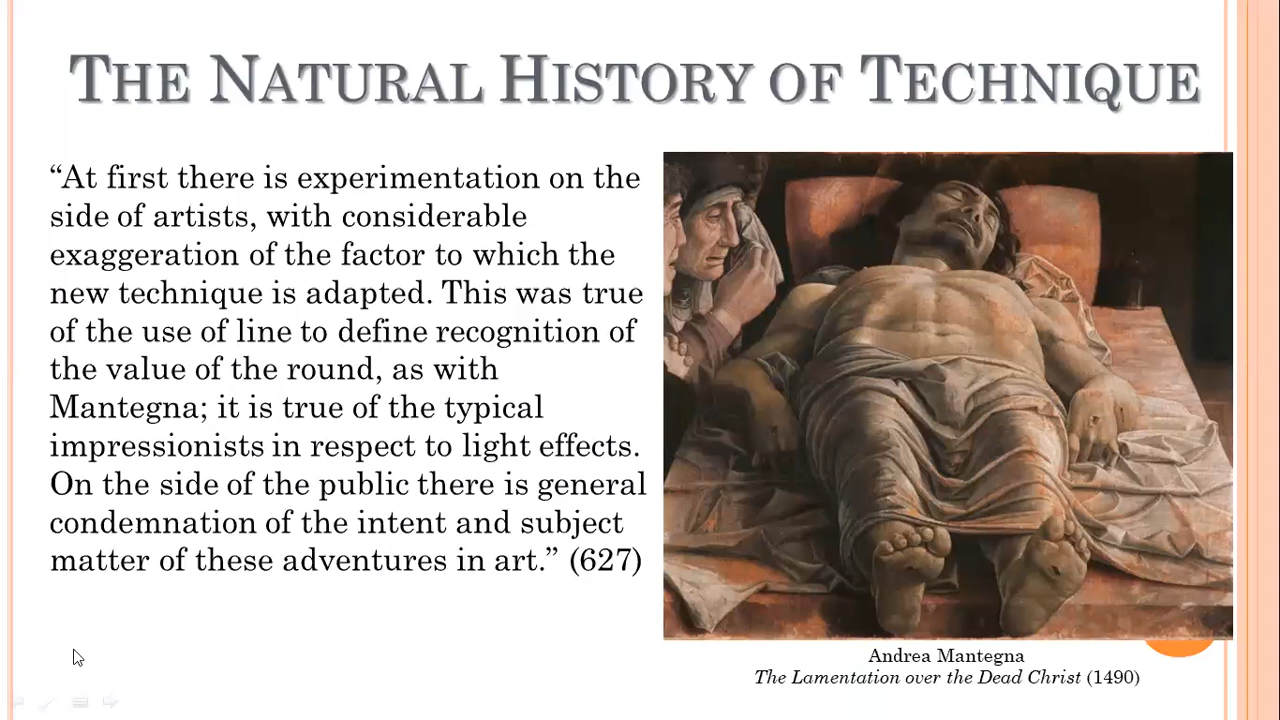 THE NATURAL HISTORY OF TECHNIQUE
“At first there is experimentation on the
side of artists, with considerable
exaggeration of the factor to which the
new technique is adapted. This was true
of the use of line to define recognition of
the value of the round, as with
Mantegna; it is true of the typical
impressionists in respect to light effects.
On the side of the public there is general
condemnation of the intent and subject
matter of these adventures in art.” (627)
Andrea Mantegna
The Lamentation over the Dead Christ (1490)